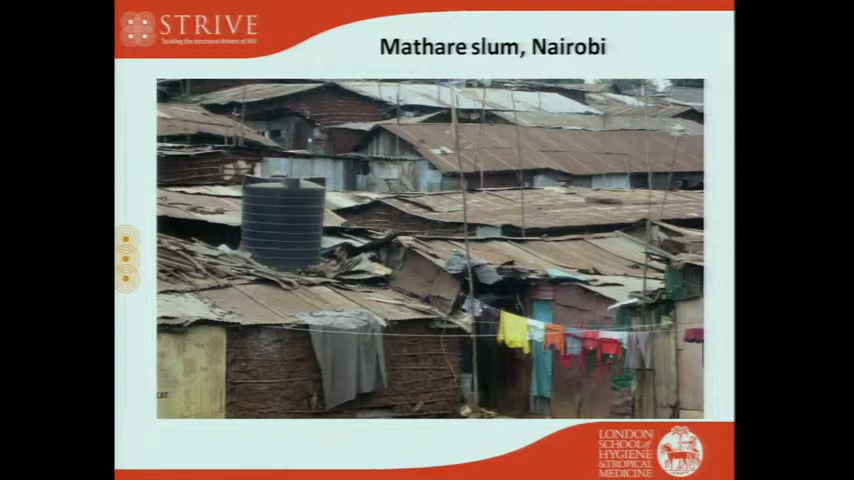 STRIVE
Tackling the structural drivers of HIV
Mathare slum, Nairobi
LONDON
SCHOOL of
HYGIENE
& TROPICAL
MEDICINE